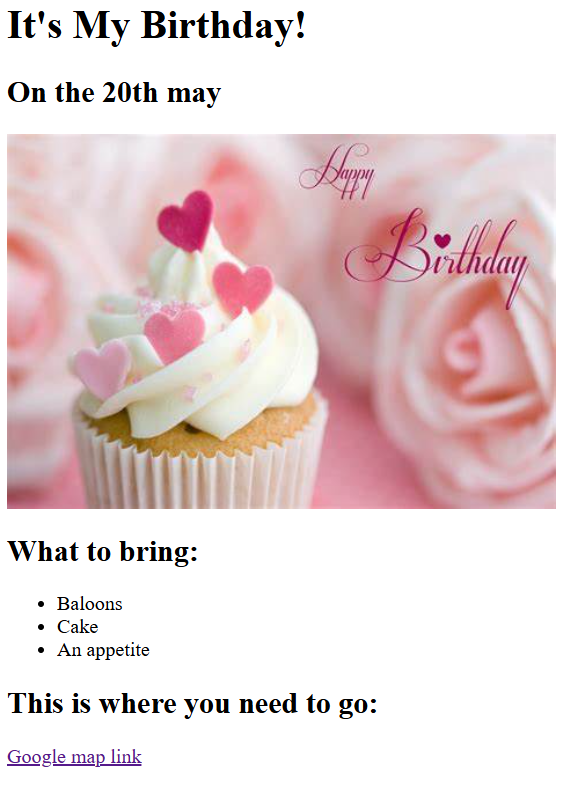 It's My Birthday!
On the 20th may
Happy
Birthday
What to bring:
Baloons
Cake
An appetite
This is where you need to go:
Google map link